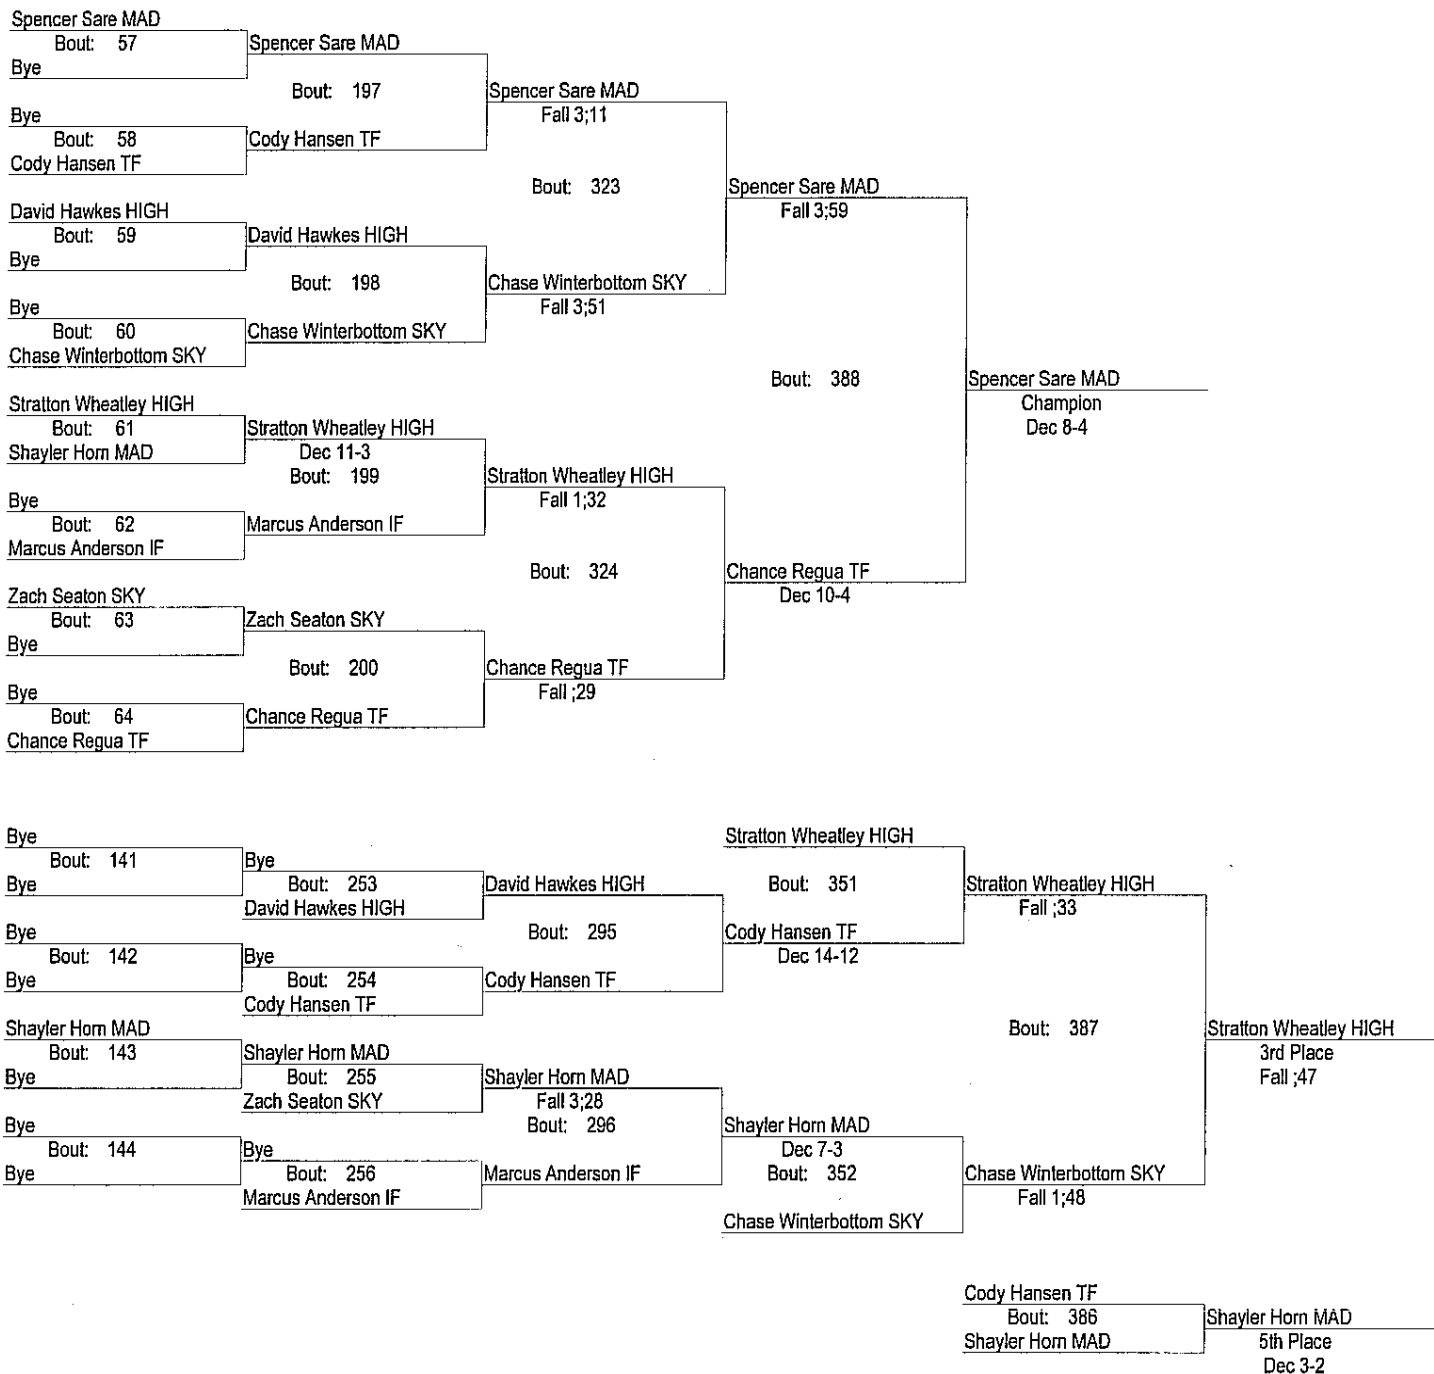 Spencer Sare MAD
Bout: 57
Spencer Sare MAD
Bye
Bout: 197
Spencer Sare MAD
Fall 3;11
Bye
Bout: 58
Cody Hansen TF
Cody Hansen TF
Bout: 323
Spencer Sare MAD
Fall 3;59
David Hawkes HIGH
Bout: 59
David Hawkes HIGH
Bye
Bout: 198
Chase Winterbottom SKY
Fall 3;51
Bye
Bout: 60
Chase Winterbottom SKY
Chase Winterbottom SKY
Bout: 388
Spencer Sare MAD
Champion
Dec 8-4
Stratton Wheatley HIGH
Bout: 61
Stratton Wheatley HIGH
Shayler Horn MAD
Dec 11-3
Bout: 199
Stratton Wheatley HIGH
Fall 1;32
Bye
Bout: 62
Marcus Anderson IF
Marcus Anderson IF
Bout: 324
Chance Regua TF
Dec 10-4
Zach Seaton SKY
Bout: 63
Zach Seaton SKY
Bye
Bout: 200
Chance Regua TF
Fall ;29
Bye
Bout: 64
Chance Regua TF
Chance Regua TF
Bye
Bout: 141
Bye
Bye
Bout: 253
David Hawkes HIGH
David Hawkes HIGH
Stratton Wheatley HIGH
Bout: 351
Stratton Wheatley HIGH
Fall ;33
Bye
Bout: 142
Bye
Bye
Bout: 254
Cody Hansen TF
Bout: 295
Cody Hansen TF
Cody Hansen TF
Dec 14-12
Shayler Horn MAD
Bout: 143
Bye
Shayler Horn MAD
Bout: 255
Zach Seaton SKY
Shayler Horn MAD
Fall 3;28
Bout: 296
Bout: 387
Stratton Wheatley HIGH
3rd Place
Fall ;47
Bye
Bout: 144
Bye
Bye
Bout: 256
Marcus Anderson IF
Marcus Anderson IF
Shayler Horn MAD
Dec 7-3
Bout: 352
Chase Winterbottom SKY
Chase Winterbottom SKY
Fall 1;48
Cody Hansen TF
Bout: 386
Shayler Horn MAD
Shayler Horn MAD
5th Place
Dec 3-2